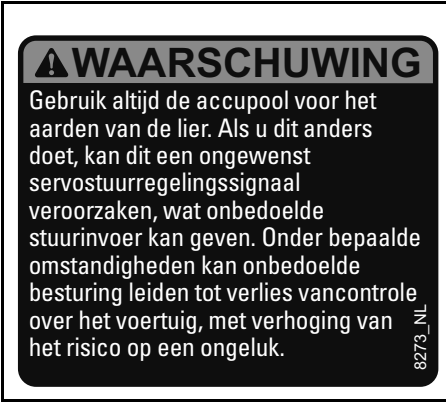 WAARSCHUWING
Gebruik altijd de accupool voor het
aarden van de lier. Als u dit anders
doet, kan dit een ongewenst
servostuurregelingssignaal
veroorzaken, wat onbedoelde
stuurinvoer kan geven. Onder bepaalde
omstandigheden kan onbedoelde
besturing leiden tot verlies vancontrole
over het voertuig, met verhoging van
het risico op een ongeluk.
8273_NL